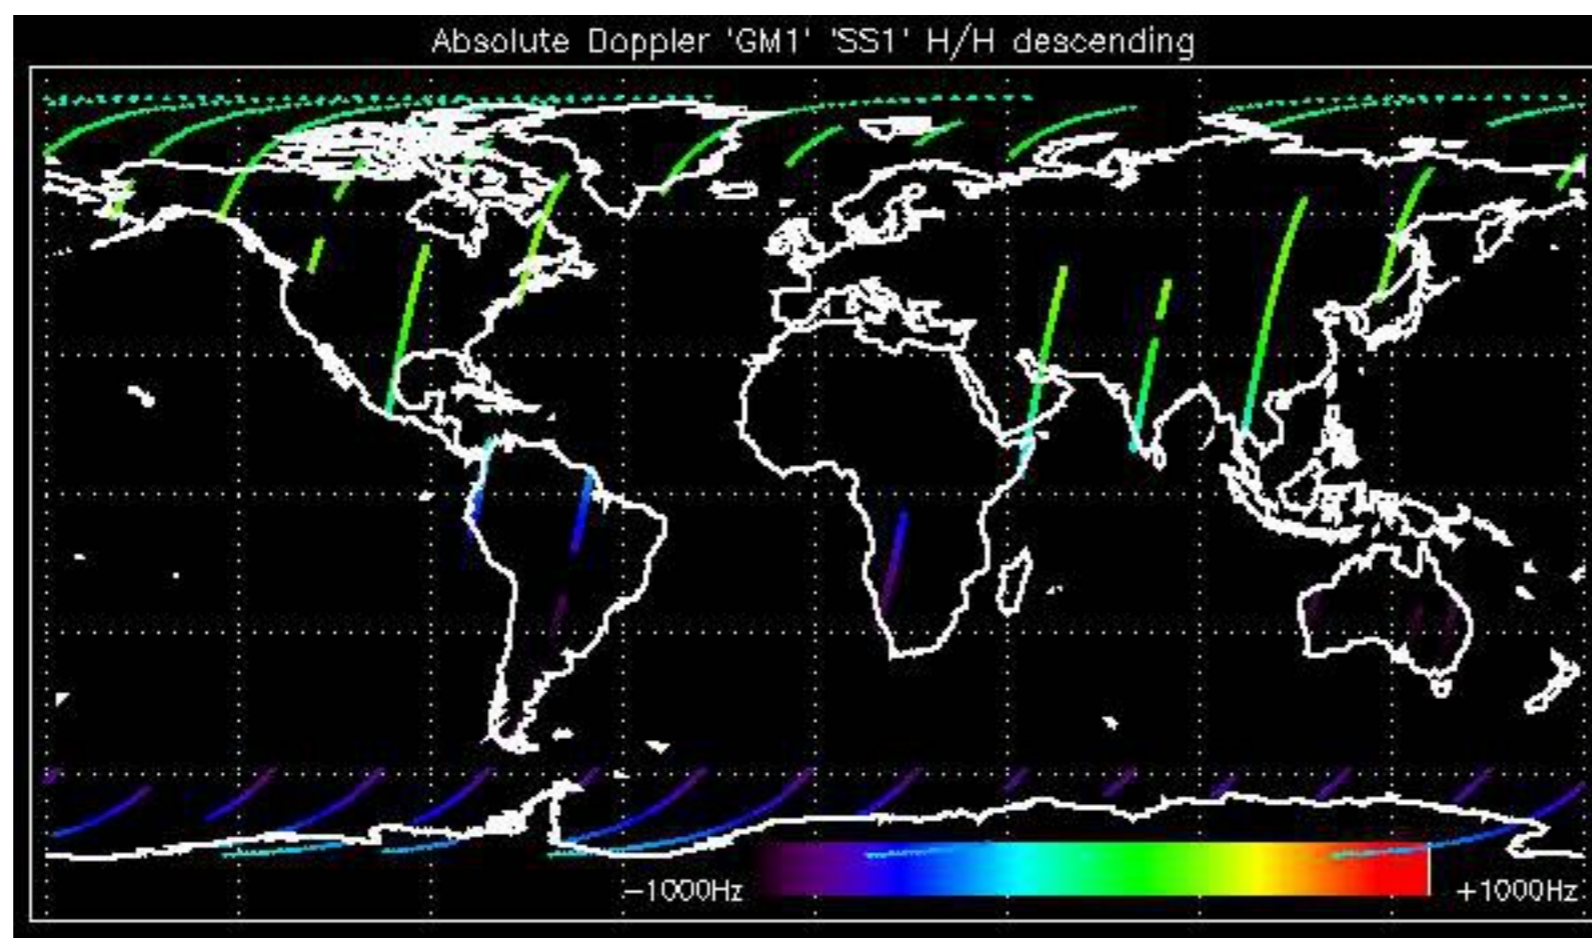 Absolute Doppler 'GM1' 'SS1' H/H descending
−1000Hz
+1000Hz